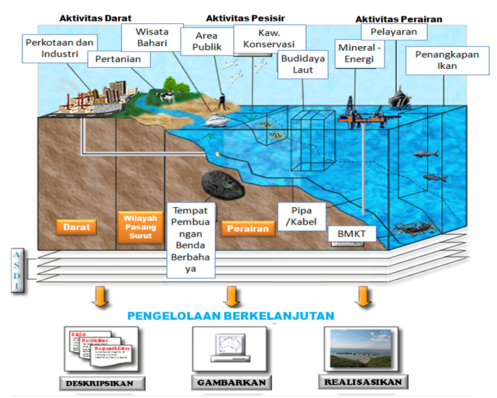 Aktivitas Darat
Aktivitas Pesisir
Aktivitas Perairan
Perkotaan dan
Industri
Pertanian
Wisata
Bahari
Area
Publik
Kaw.
Konservasi
Budidaya
Laut
Mineral -
Energi
Pelayaran
Penangkapan
Ikan
Darat
Wilayah
Pasang
Surut
Tempat
Pembua
ngan
Benda
Berbaha
ya
Perairan
Pipa
/Kabel
BMKT
A
S
D
I
PENGELOLAAN BERKELANJUTAN
DESKRIPSIKAN
GAMBARKAN
REALISASIKAN